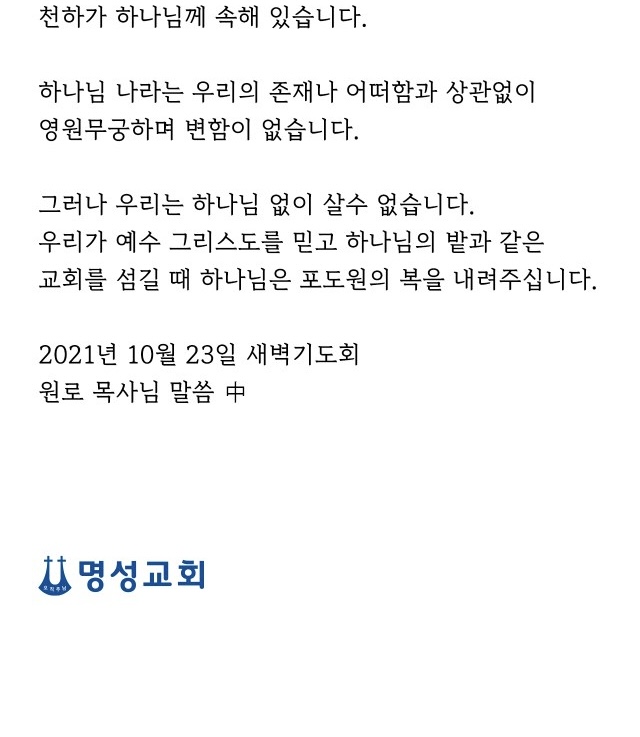 천하가 하나님께 속해 있습니다.
하나님 나라는 우리의 존재나 어떠함과 상관없이
영원무궁하며 변함이 없습니다.
그러나 우리는 하나님 없이 살수 없습니다.
우리가 예수 그리스도를 믿고 하나님의 밭과 같은
교회를 섬길 때 하나님은 포도원의 복을 내려주십니다.
2021년 10월 23일 새벽기도회
원로 목사님 말씀 中
오직주님
명성교회